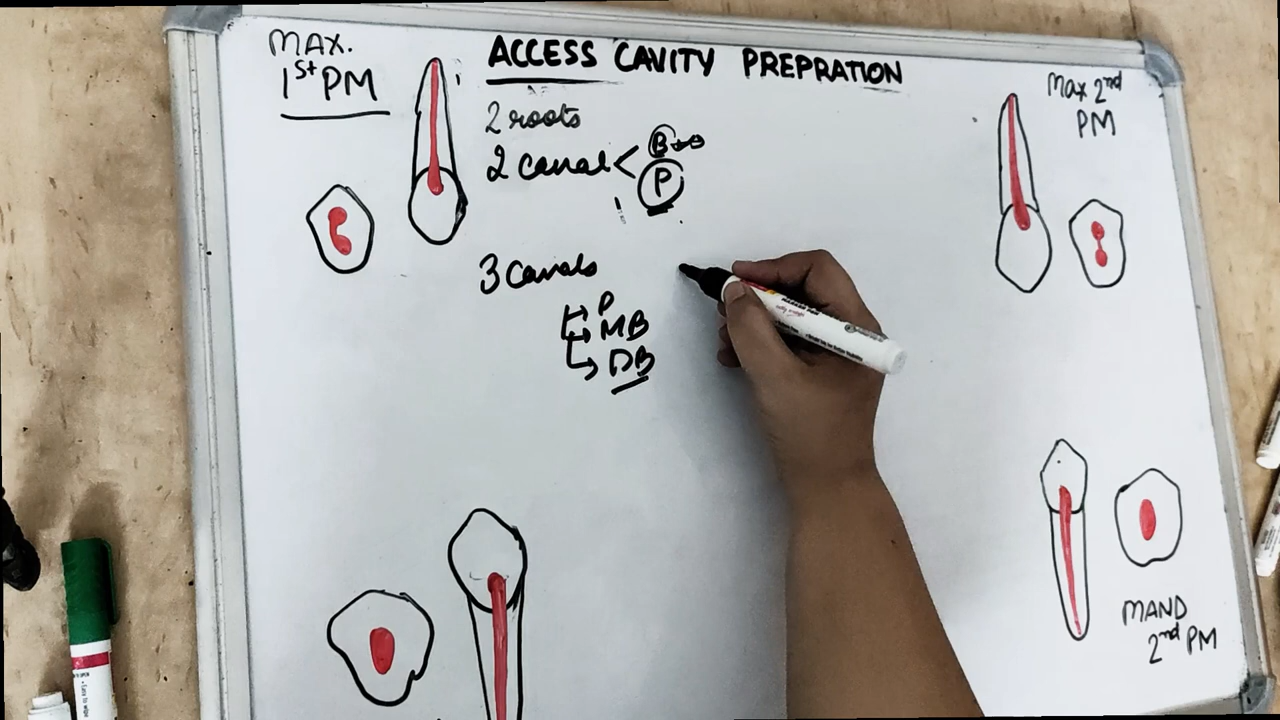 MAX.
1st PM
ACCESS CAVITY PREPRATION
2 roots
2 canal < B
P
3 canals
P
MB
DB
Max 2nd
PM
MAND
2nd PM